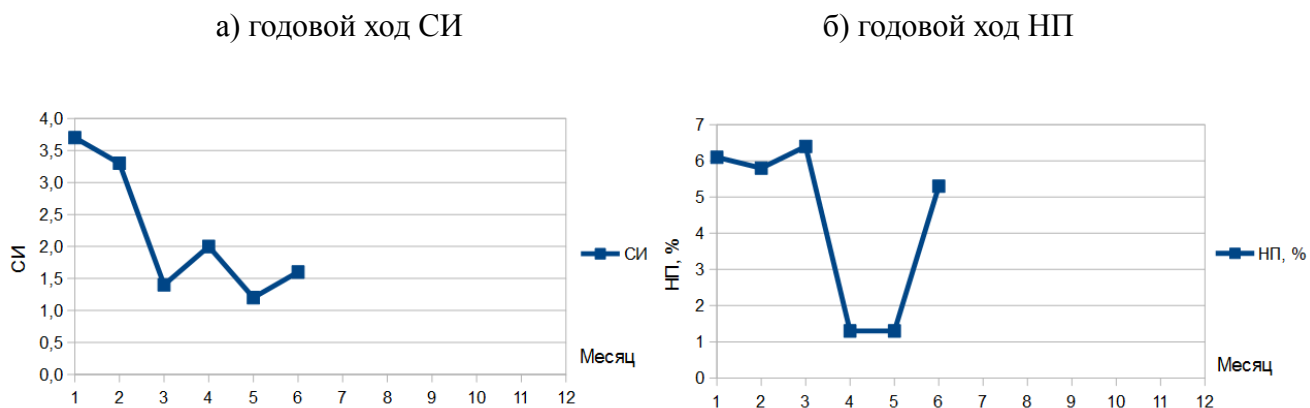 а) годовой ход СИ
б) годовой ход НП
4,0
3,5
3,0
2,5
2,0
1,5
1,0
0,5
0,0
СИ
1 2 3 4 5 6 7 8 9 10 11 12
Месяц
СИ
7
6
5
4
3
2
1
0
НП, %
1 2 3 4 5 6 7 8 9 10 11 12
Месяц
НП, %